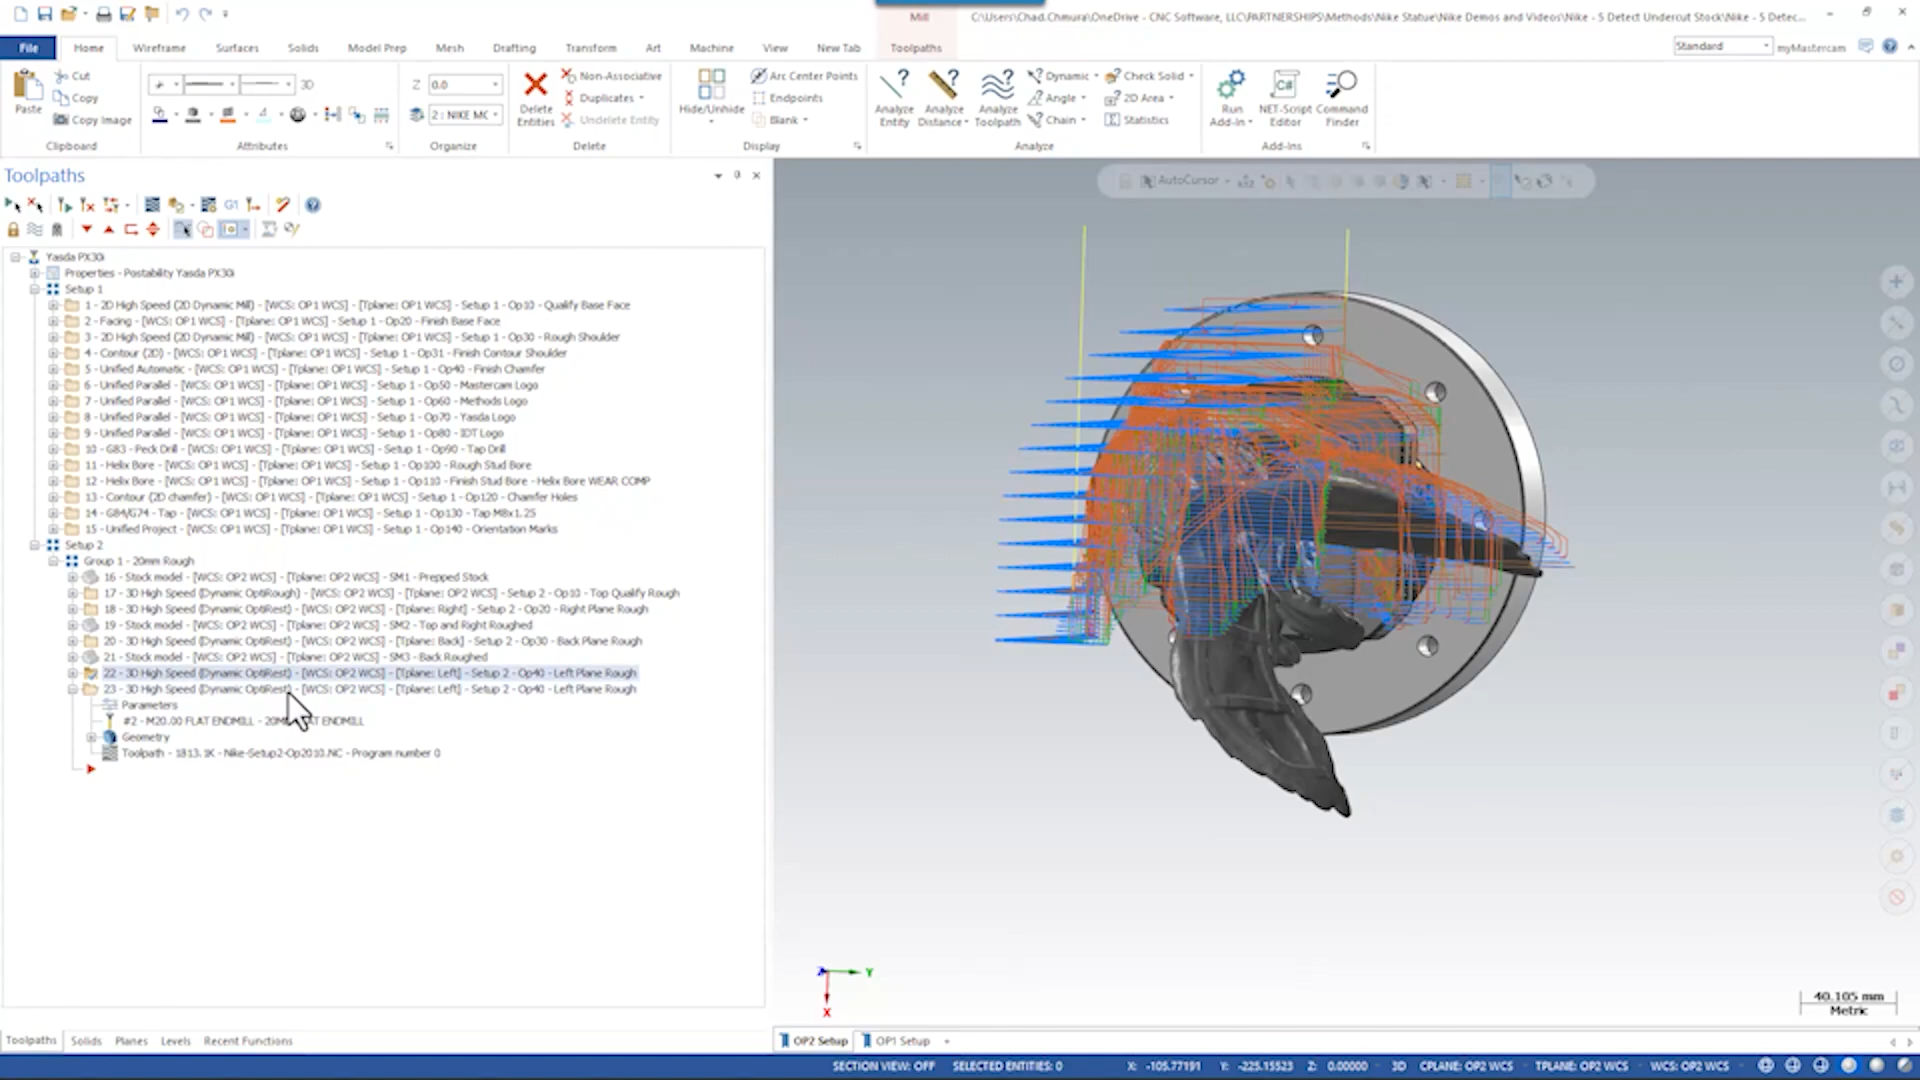 Mill
C:\Users\Chad.Chmura\OneDrive - CNC Software, LLC\PARTNERSHIPS\Methods\Nike Statue\Nike Demos and Videos\Nike - 5 Detect Undercut Stock\Nike - 5 Detec...
File Home Wireframe Surfaces Solids Model Prep Mesh Drafting Transform Art Machine View New Tab Toolpaths
Standard myMastercam
Paste Cut Copy Copy Image
Clipboard
3D
Attributes
Z 0.0
2 : NIKE MC
Organize
Delete Entities
Non-Associative
Duplicates
Undelete Entity
Delete
Hide/Unhide
Arc Center Points
Endpoints
Blank
Display
Analyze Entity
Analyze Distance
Analyze Toolpath
Dynamic
Angle
Chain
Check Solid
2D Area
Statistics
Analyze
Run Add-In
NET-Script Editor
Command Finder
Add-Ins
Toolpaths
AutoCursor
G1
Yasda PX30i
Properties - Postability Yasda PX30i
Setup 1
1 - 2D High Speed (2D Dynamic Mill) - [WCS: OP1 WCS] - [Tplane: OP1 WCS] - Setup 1 - Op10 - Qualify Base Face
2 - Facing - [WCS: OP1 WCS] - [Tplane: OP1 WCS] - Setup 1 - Op20 - Finish Base Face
3 - 2D High Speed (2D Dynamic Mill) - [WCS: OP1 WCS] - [Tplane: OP1 WCS] - Setup 1 - Op30 - Rough Shoulder
4 - Contour (2D) - [WCS: OP1 WCS] - [Tplane: OP1 WCS] - Setup 1 - Op31 - Finish Contour Shoulder
5 - Unified Automatic - [WCS: OP1 WCS] - [Tplane: OP1 WCS] - Setup 1 - Op40 - Finish Chamfer
6 - Unified Parallel - [WCS: OP1 WCS] - [Tplane: OP1 WCS] - Setup 1 - Op50 - Mastercam Logo
7 - Unified Parallel - [WCS: OP1 WCS] - [Tplane: OP1 WCS] - Setup 1 - Op60 - Methods Logo
8 - Unified Parallel - [WCS: OP1 WCS] - [Tplane: OP1 WCS] - Setup 1 - Op70 - Yasda Logo
9 - Unified Parallel - [WCS: OP1 WCS] - [Tplane: OP1 WCS] - Setup 1 - Op80 - IDT Logo
10 - G83 - Peck Drill - [WCS: OP1 WCS] - [Tplane: OP1 WCS] - Setup 1 - Op90 - Tap Drill
11 - Helix Bore - [WCS: OP1 WCS] - [Tplane: OP1 WCS] - Setup 1 - Op100 - Rough Stud Bore
12 - Helix Bore - [WCS: OP1 WCS] - [Tplane: OP1 WCS] - Setup 1 - Op110 - Finish Stud Bore - Helix Bore WEAR COMP
13 - Contour (2D chamfer) - [WCS: OP1 WCS] - [Tplane: OP1 WCS] - Setup 1 - Op120 - Chamfer Holes
14 - G84/G74 - Tap - [WCS: OP1 WCS] - [Tplane: OP1 WCS] - Setup 1 - Op130 - Tap M8x1.25
15 - Unified Project - [WCS: OP1 WCS] - [Tplane: OP1 WCS] - Setup 1 - Op140 - Orientation Marks
Setup 2
Group 1 - 20mm Rough
16 - Stock model - [WCS: OP2 WCS] - [Tplane: OP2 WCS] - SM1 - Prepped Stock
17 - 3D High Speed (Dynamic OptiRough) - [WCS: OP2 WCS] - [Tplane: OP2 WCS] - Setup 2 - Op10 - Top Qualify Rough
18 - 3D High Speed (Dynamic OptiRest) - [WCS: OP2 WCS] - [Tplane: Right] - Setup 2 - Op20 - Right Plane Rough
19 - Stock model - [WCS: OP2 WCS] - [Tplane: OP2 WCS] - SM2 - Top and Right Roughed
20 - 3D High Speed (Dynamic OptiRest) - [WCS: OP2 WCS] - [Tplane: Back] - Setup 2 - Op30 - Back Plane Rough
21 - Stock model - [WCS: OP2 WCS] - [Tplane: OP2 WCS] - SM3 - Back Roughed
22 - 3D High Speed (Dynamic OptiRest) - [WCS: OP2 WCS] - [Tplane: Left] - Setup 2 - Op40 - Left Plane Rough
23 - 3D High Speed (Dynamic OptiRest) - [WCS: OP2 WCS] - [Tplane: Left] - Setup 2 - Op40 - Left Plane Rough
Parameters
#2 - M20.00 FLAT ENDMILL - ENDMILL
Geometry
Toolpath - 1813.1K - Nike-Setup2-Op2010.NC - Program number 0
Z Y
X
40.105 mm
Metric
Toolpaths Solids Planes Levels Recent Functions
OP2 Setup OP1 Setup +
SECTION VIEW: OFF SELECTED ENTITIES: 0 X: -105.77191 Y: -225.15523 Z: 0.00000 3D CPLANE: OP2 WCS TPLANE: OP2 WCS WCS: OP2 WCS